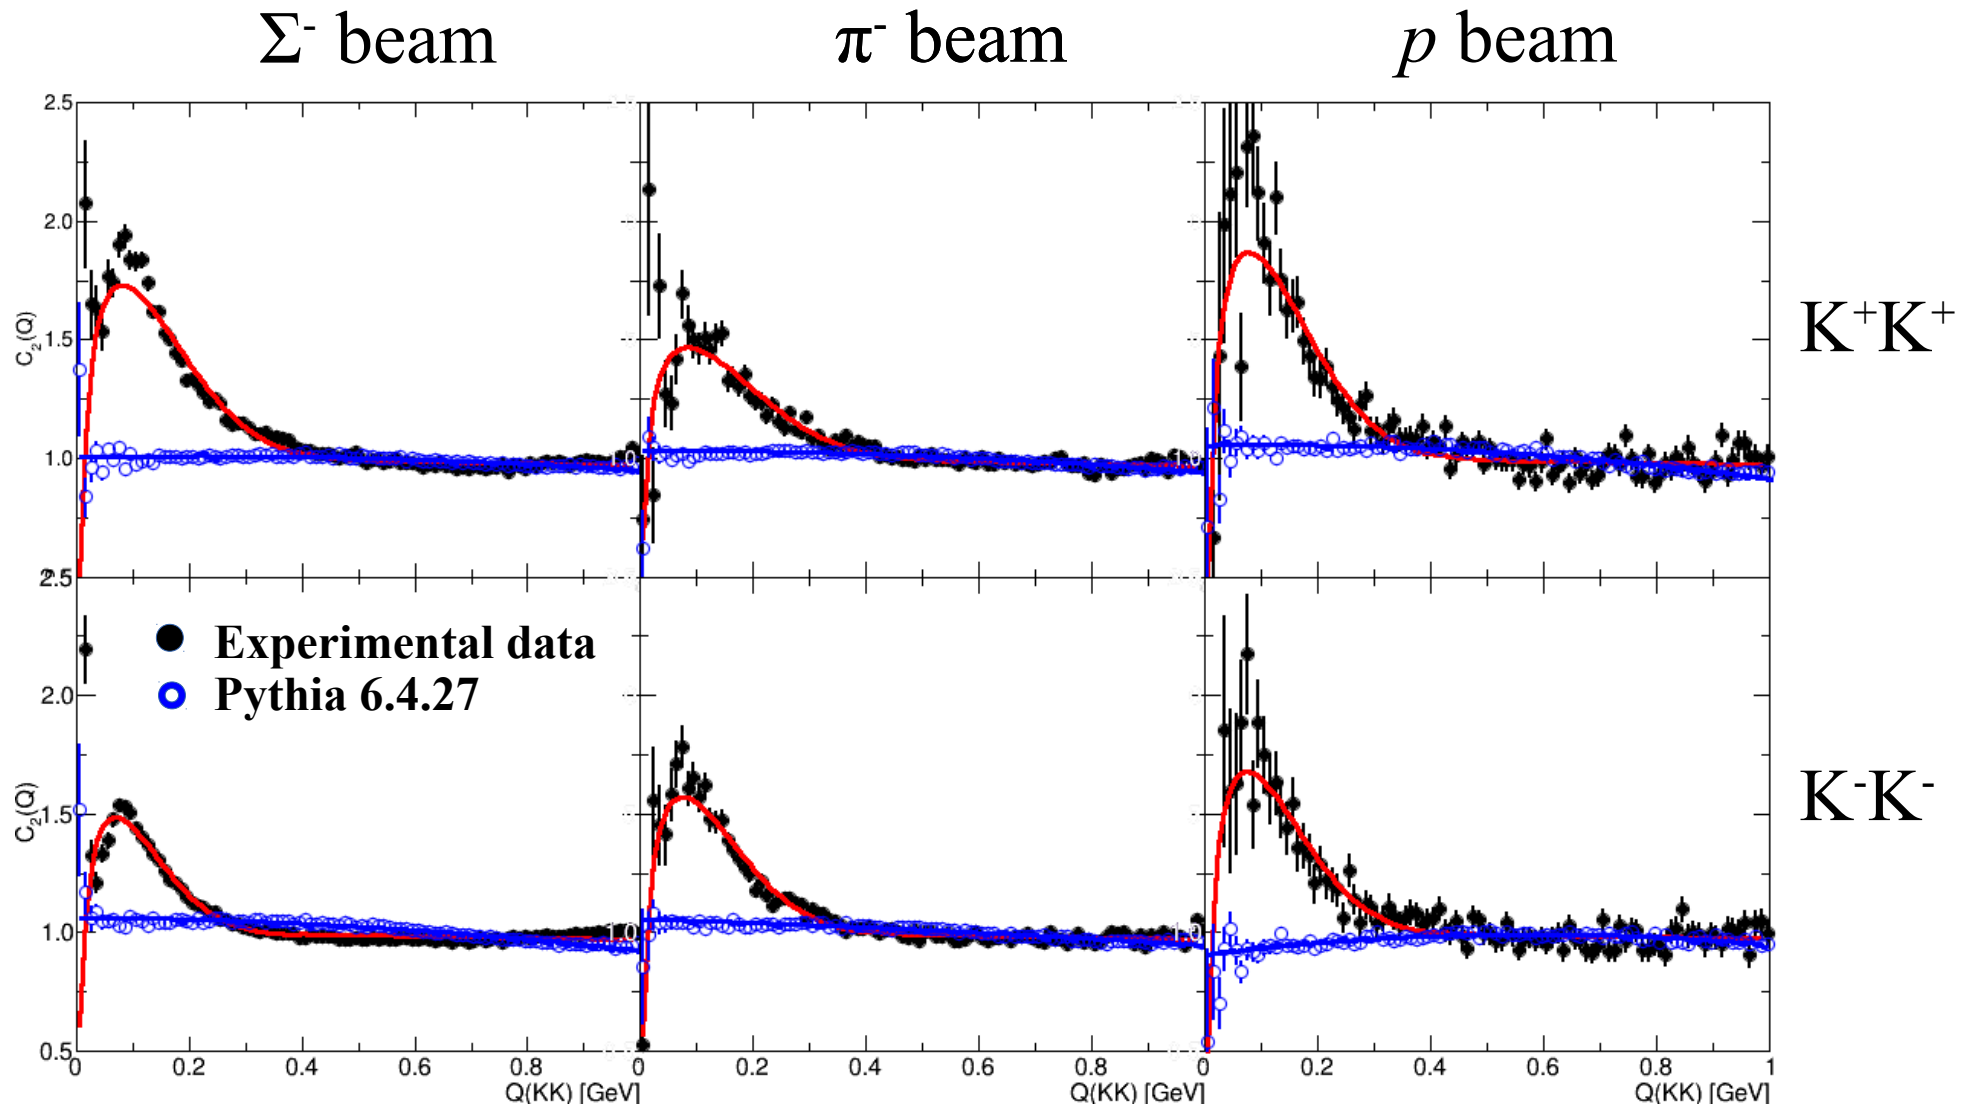 Σ⁻ beam π⁻ beam p beam
2.5
2.0
C₂(Q)
1.5
1.0
K⁺K⁺
2.5
Experimental data
Pythia 6.4.27
2.0
C₂(Q)
1.5
1.0 1.0 1.0
K⁻K⁻
0.5
0 0.2 0.4 0.6 0.8 0 0.2 0.4 0.6 0.8 0 0.2 0.4 0.6 0.8 1
Q(KK) [GeV] Q(KK) [GeV] Q(KK) [GeV]